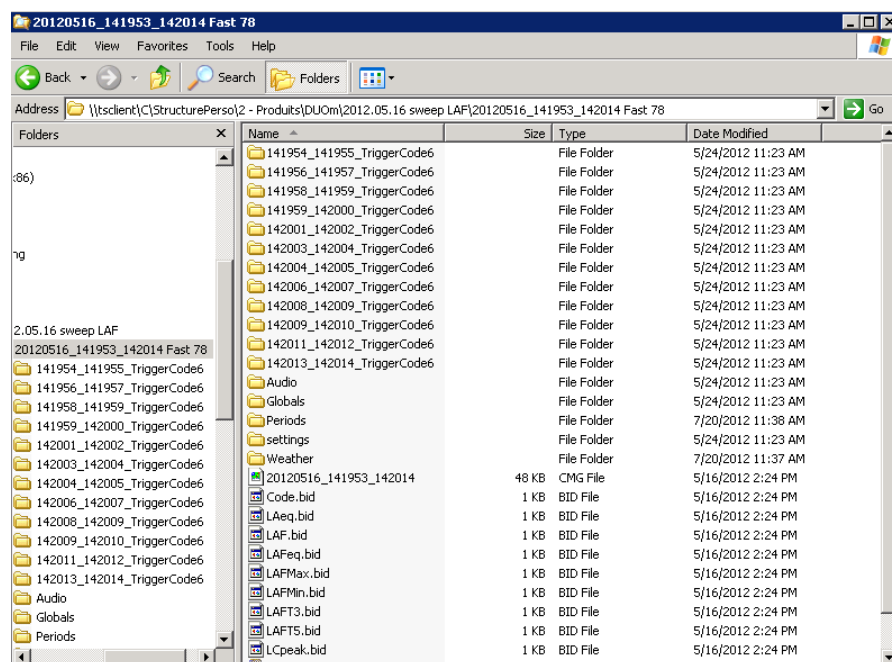 20120516_141953_142014 Fast 78
File Edit View Favorites Tools Help
Back Search Folders
Address \\tsclient\C\StructurePerso\2 - Produits\DUOm\2012.05.16 sweep LAF\20120516_141953_142014 Fast 78 Go
Folders
:86)
ng
2.05.16 sweep LAF
20120516_141953_142014 Fast 78
141954_141955_TriggerCode6
141956_141957_TriggerCode6
141958_141959_TriggerCode6
141959_142000_TriggerCode6
142001_142002_TriggerCode6
142003_142004_TriggerCode6
142004_142005_TriggerCode6
142006_142007_TriggerCode6
142008_142009_TriggerCode6
142009_142010_TriggerCode6
142011_142012_TriggerCode6
142013_142014_TriggerCode6
Audio
Globals
Periods
Name Size Type Date Modified
141954_141955_TriggerCode6 File Folder 5/24/2012 11:23 AM
141956_141957_TriggerCode6 File Folder 5/24/2012 11:23 AM
141958_141959_TriggerCode6 File Folder 5/24/2012 11:23 AM
141959_142000_TriggerCode6 File Folder 5/24/2012 11:23 AM
142001_142002_TriggerCode6 File Folder 5/24/2012 11:23 AM
142003_142004_TriggerCode6 File Folder 5/24/2012 11:23 AM
142004_142005_TriggerCode6 File Folder 5/24/2012 11:23 AM
142006_142007_TriggerCode6 File Folder 5/24/2012 11:23 AM
142008_142009_TriggerCode6 File Folder 5/24/2012 11:23 AM
142009_142010_TriggerCode6 File Folder 5/24/2012 11:23 AM
142011_142012_TriggerCode6 File Folder 5/24/2012 11:23 AM
142013_142014_TriggerCode6 File Folder 5/24/2012 11:23 AM
Audio File Folder 5/24/2012 11:23 AM
Globals File Folder 5/24/2012 11:23 AM
Periods File Folder 7/20/2012 11:38 AM
settings File Folder 5/24/2012 11:23 AM
Weather File Folder 7/20/2012 11:37 AM
20120516_141953_142014 48 KB CMG File 5/16/2012 2:24 PM
Code.bid 1 KB BID File 5/16/2012 2:24 PM
LAeq.bid 1 KB BID File 5/16/2012 2:24 PM
LAF.bid 1 KB BID File 5/16/2012 2:24 PM
LAFeq.bid 1 KB BID File 5/16/2012 2:24 PM
LAFMax.bid 1 KB BID File 5/16/2012 2:24 PM
LAFMin.bid 1 KB BID File 5/16/2012 2:24 PM
LAFT3.bid 1 KB BID File 5/16/2012 2:24 PM
LAFT5.bid 1 KB BID File 5/16/2012 2:24 PM
LCpeak.bid 1 KB BID File 5/16/2012 2:24 PM